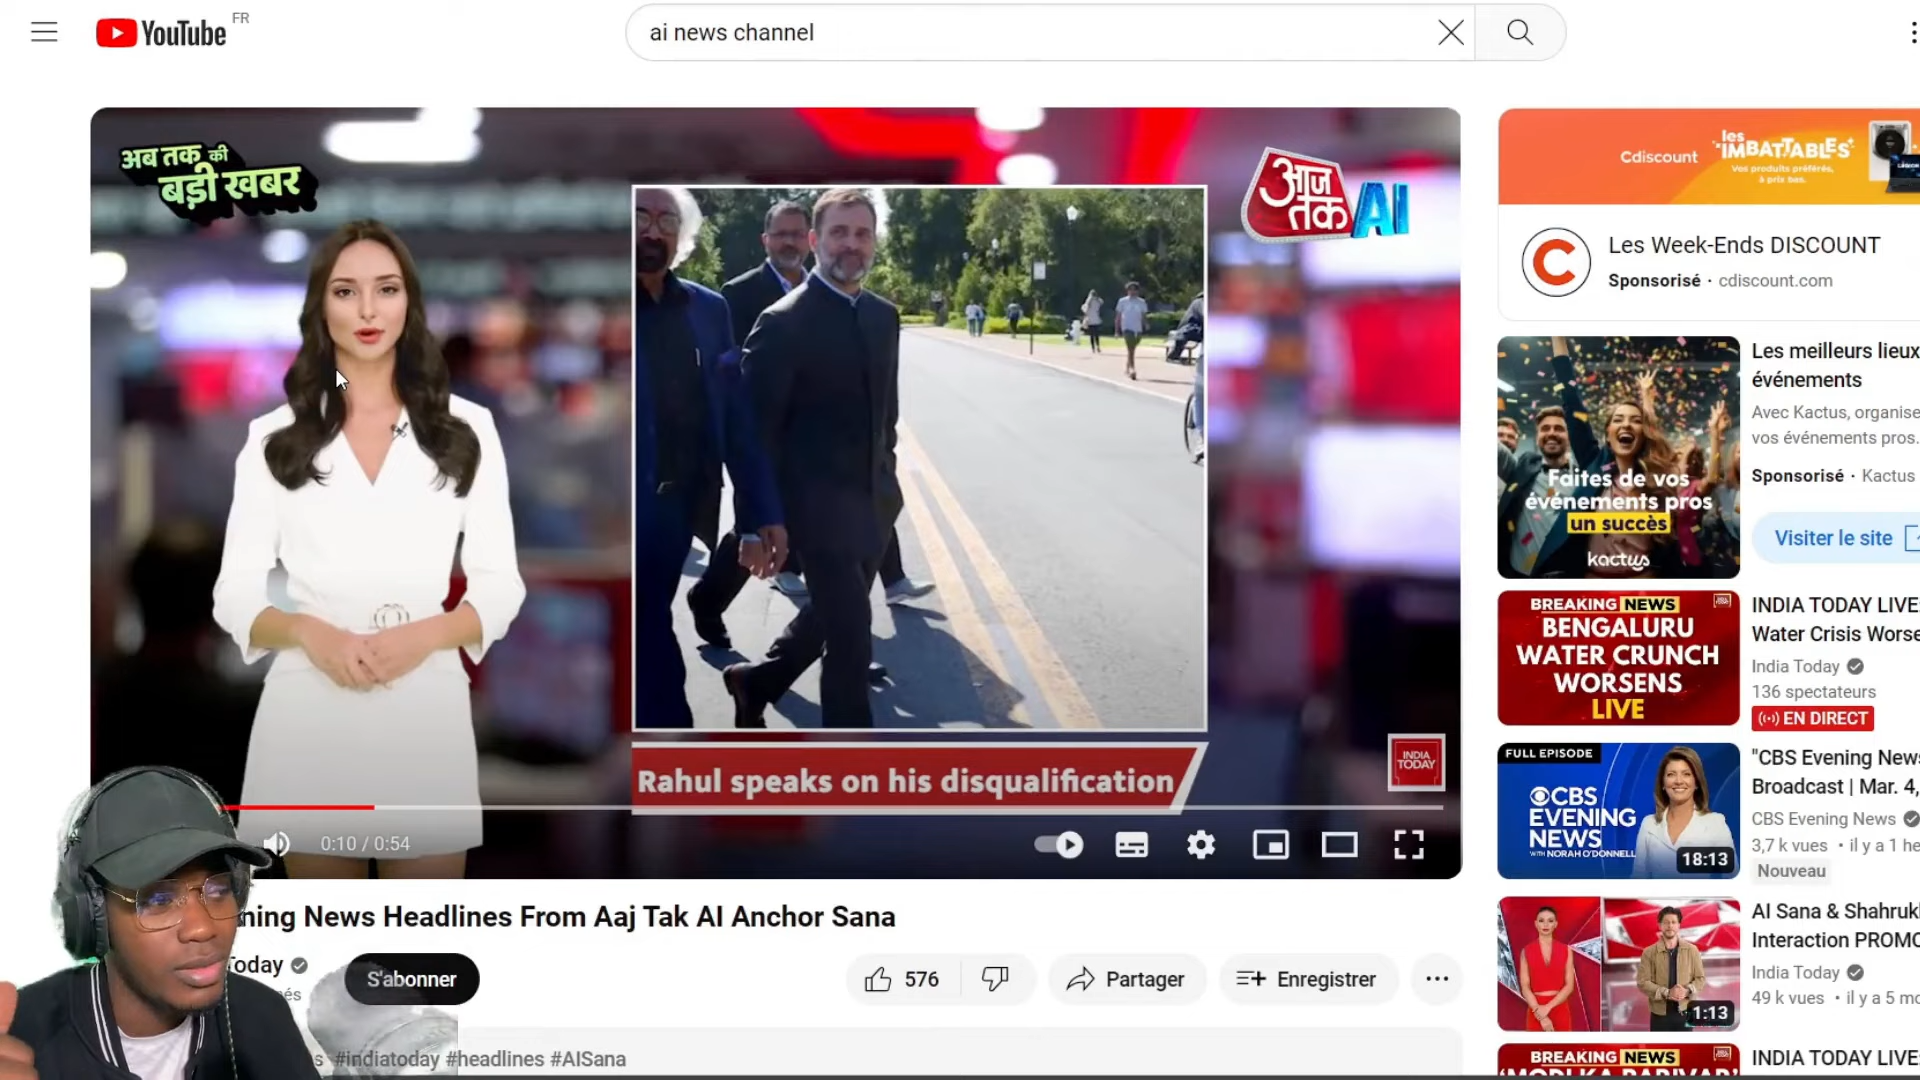 YouTube
FR
ai news channel
अब तक की
बड़ी खबर
आज
तक AI
Rahul speaks on his disqualification
INDIA
TODAY
0:10 / 0:54
ning News Headlines From Aaj Tak AI Anchor Sana
Today
S'abonner
576
Partager
Enregistrer
#indiatoday #headlines #AISana
Cdiscount
les
IMBATTABLES
Vos produits préférés,
à prix bas.
Les Week-Ends DISCOUNT
Sponsorisé · cdiscount.com
Faites de vos
événements pros
un succès
kactus
Les meilleurs lieux
événements
Avec Kactus, organise
vos événements pros.
Sponsorisé · Kactus
Visiter le site
BREAKING NEWS
BENGALURU
WATER CRUNCH
WORSENS
LIVE
INDIA TODAY LIVE
Water Crisis Worse
India Today
136 spectateurs
EN DIRECT
FULL EPISODE
CBS
EVENING
NEWS
WITH NORAH O'DONNELL
18:13
"CBS Evening News
Broadcast | Mar. 4,
CBS Evening News
3,7 k vues • il y a 1 he
Nouveau
1:13
AI Sana & Shahrukh
Interaction PROMO
India Today
49 k vues • il y a 5 mo
BREAKING NEWS
INDIA TODAY LIVE